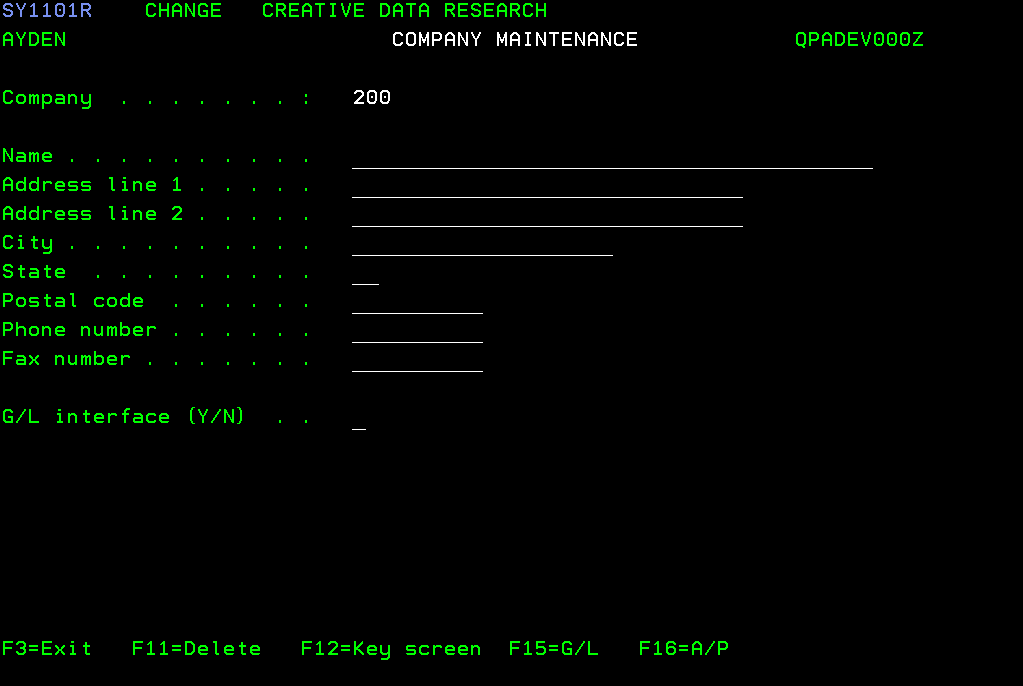 SY1101R CHANGE CREATIVE DATA RESEARCH
AYDEN COMPANY MAINTENANCE QPADEV000Z
Company . . . . . . . : 200
Name . . . . . . . . . .
Address line 1 . . . . .
Address line 2 . . . . .
City . . . . . . . . . .
State . . . . . . . . .
Postal code . . . . . .
Phone number . . . . . .
Fax number . . . . . . .
G/L interface (Y/N) . .
F3=Exit F11=Delete F12=Key screen F15=G/L F16=A/P